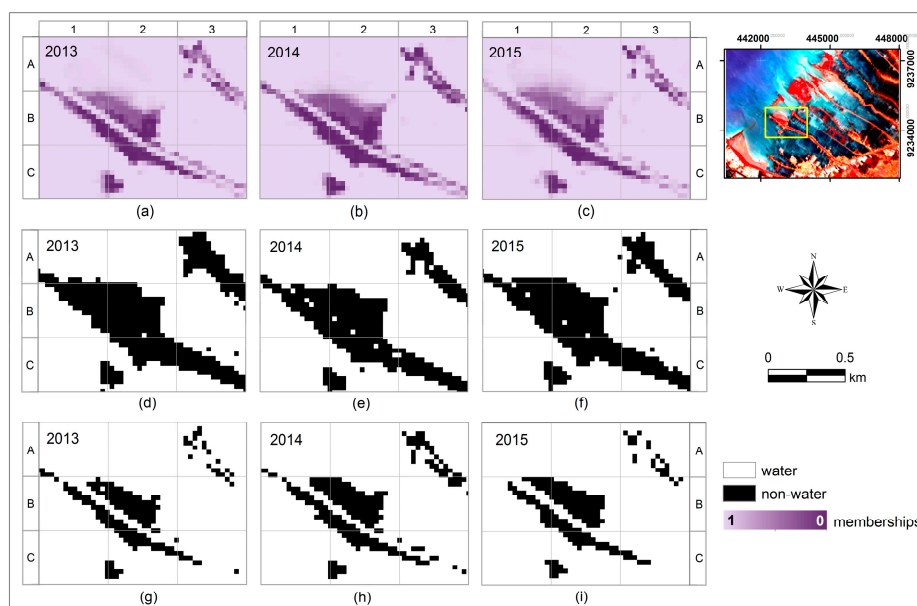 1 2 3 1 2 3 1 2 3
442000 445000 448000
2013 2014 2015
A A
B B
C C
9237000
9234000
(a) (b) (c)
2013 2014 2015
A A
B B
C C
N
W E
S
0 0.5
km
(d) (e) (f)
2013 2014 2015
A A
B B
C C
water
non-water
1 0 memberships
(g) (h) (i)